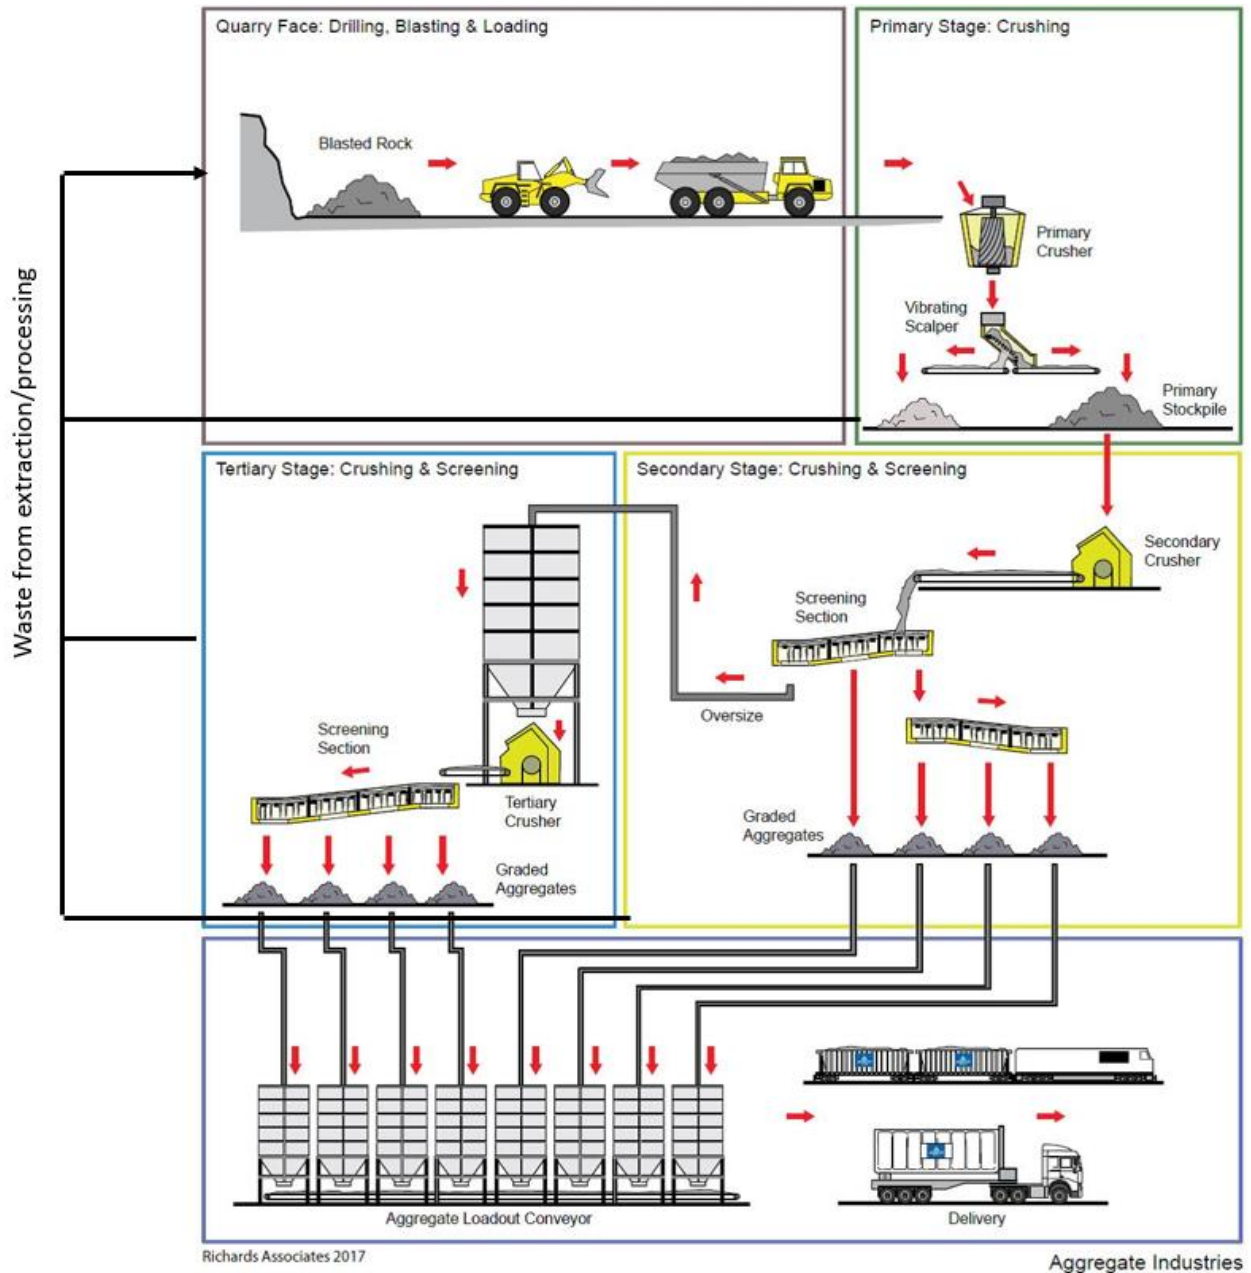 Quarry Face: Drilling, Blasting & Loading
Primary Stage: Crushing
Blasted Rock
Primary
Crusher
Vibrating
Scalper
Primary
Stockpile
Waste from extraction/processing
Tertiary Stage: Crushing & Screening
Secondary Stage: Crushing & Screening
Secondary
Crusher
Screening
Section
Oversize
Screening
Section
Tertiary
Crusher
Graded
Aggregates
Graded
Aggregates
Aggregate Loadout Conveyor
Delivery
Richards Associates 2017
Aggregate Industries